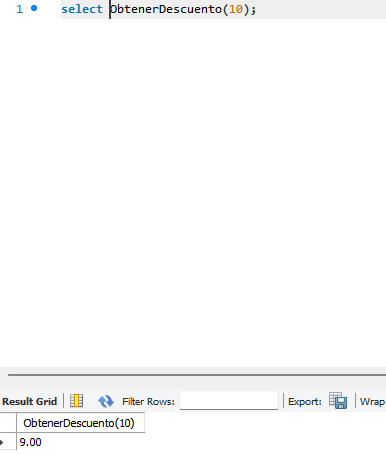 1 select ObtenerDescuento(10);
Result Grid Filter Rows: Export: Wrap
ObtenerDescuento(10)
9.00